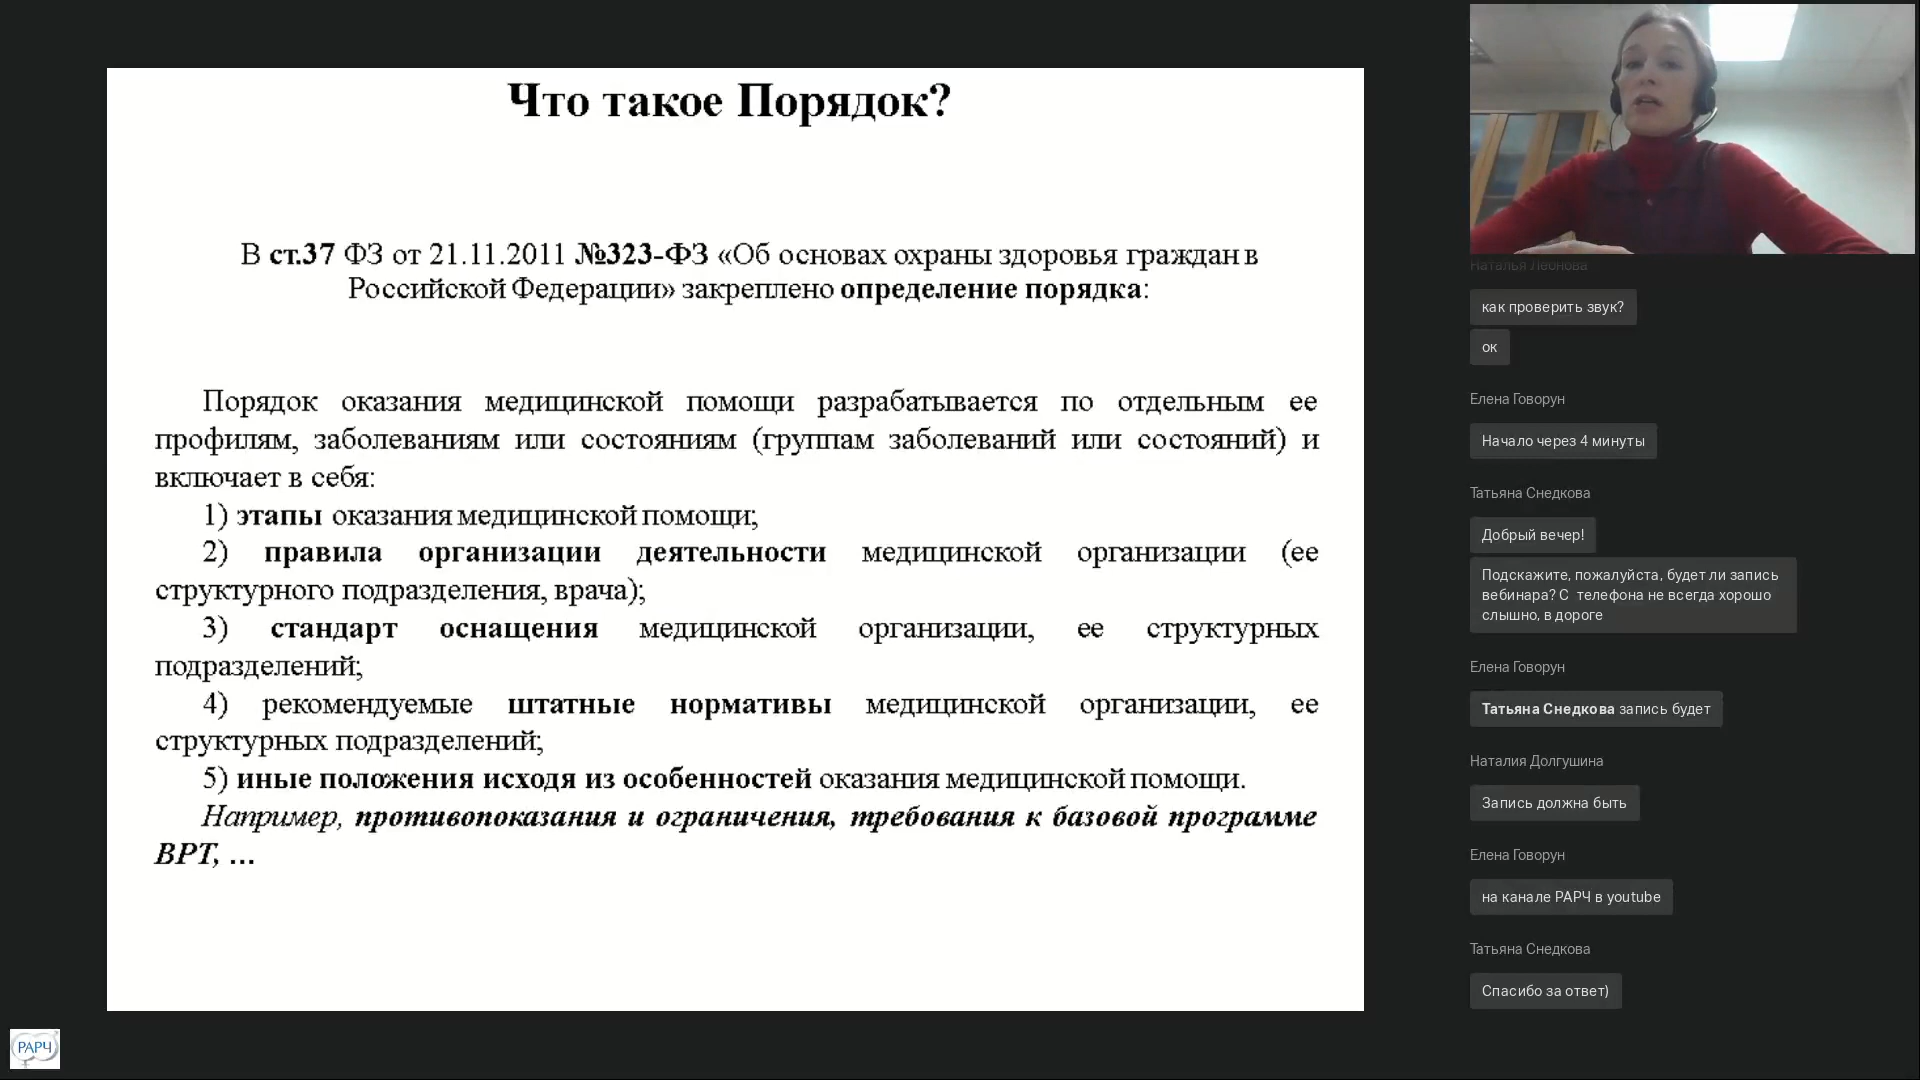 Что такое Порядок?
В ст.37 ФЗ от 21.11.2011 №323-ФЗ «Об основах охраны здоровья граждан в
Российской Федерации» закреплено определение порядка:
Порядок оказания медицинской помощи разрабатывается по отдельным ее
профилям, заболеваниям или состояниям (группам заболеваний или состояний) и
включает в себя:
1) этапы оказания медицинской помощи;
2) правила организации деятельности медицинской организации (ее
структурного подразделения, врача);
3) стандарт оснащения медицинской организации, ее структурных
подразделений;
4) рекомендуемые штатные нормативы медицинской организации, ее
структурных подразделений;
5) иные положения исходя из особенностей оказания медицинской помощи.
Например, противопоказания и ограничения, требования к базовой программе
ВРТ, ...
РАРЧ
Наталья Леонова
как проверить звук?
ок
Елена Говорун
Начало через 4 минуты
Татьяна Снедкова
Добрый вечер!
Подскажите, пожалуйста, будет ли запись
вебинара? С телефона не всегда хорошо
слышно, в дороге
Елена Говорун
Татьяна Снедкова запись будет
Наталия Долгушина
Запись должна быть
Елена Говорун
на канале РАРЧ в youtube
Татьяна Снедкова
Спасибо за ответ)